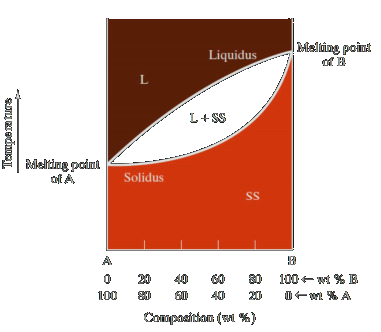 Liquidus
Melting point
of B
L
L + SS
Temperature
Melting point
of A
Solidus
SS
A B
0 20 40 60 80 100 ← wt % B
100 80 60 40 20 0 ← wt % A
Composition (wt %)